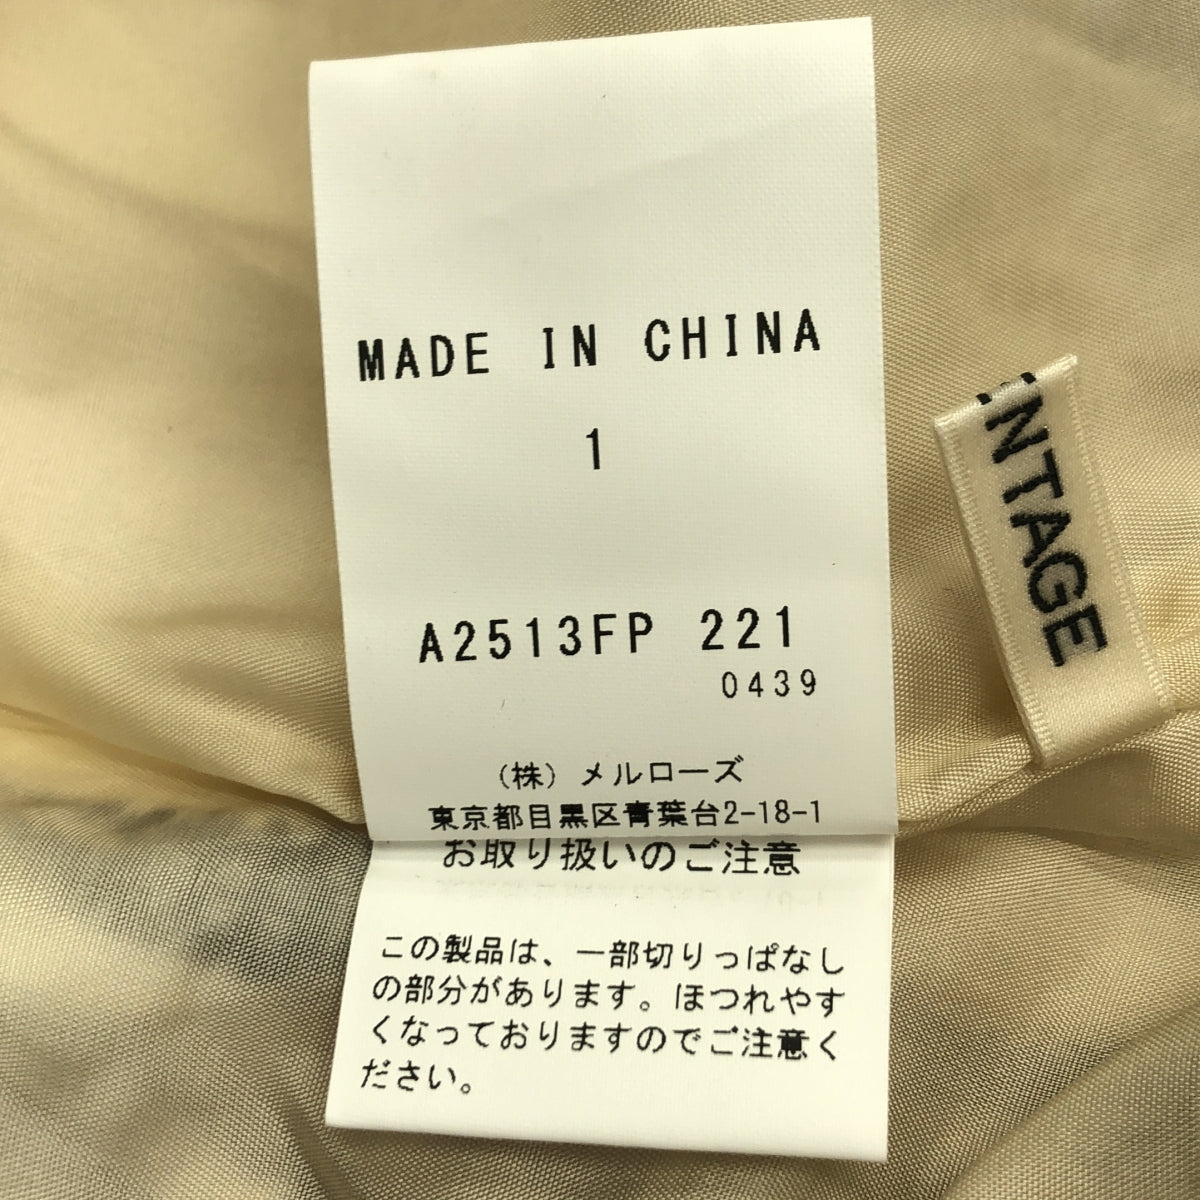 MADE IN CHINA
1
A2513FP 221
0439
(株) メルローズ
東京都目黒区青葉台2-18-1
お取り扱いのご注意
この製品は、一部切りっぱなし
の部分があります。ほつれやす
くなっておりますのでご注意く
ださい。
NTAGE